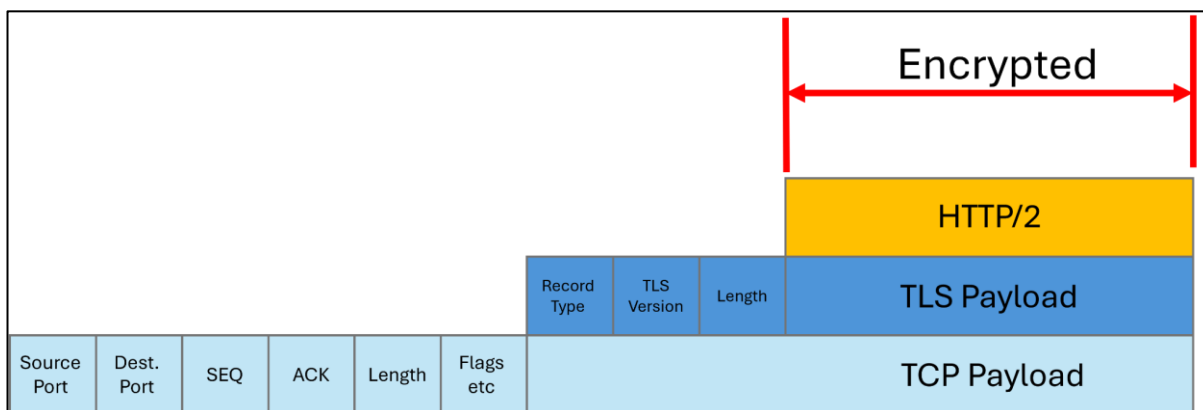 Encrypted
HTTP/2
Record
Type
TLS
Version
Length
TLS Payload
Source
Port
Dest.
Port
SEQ
ACK
Length
Flags
etc
TCP Payload